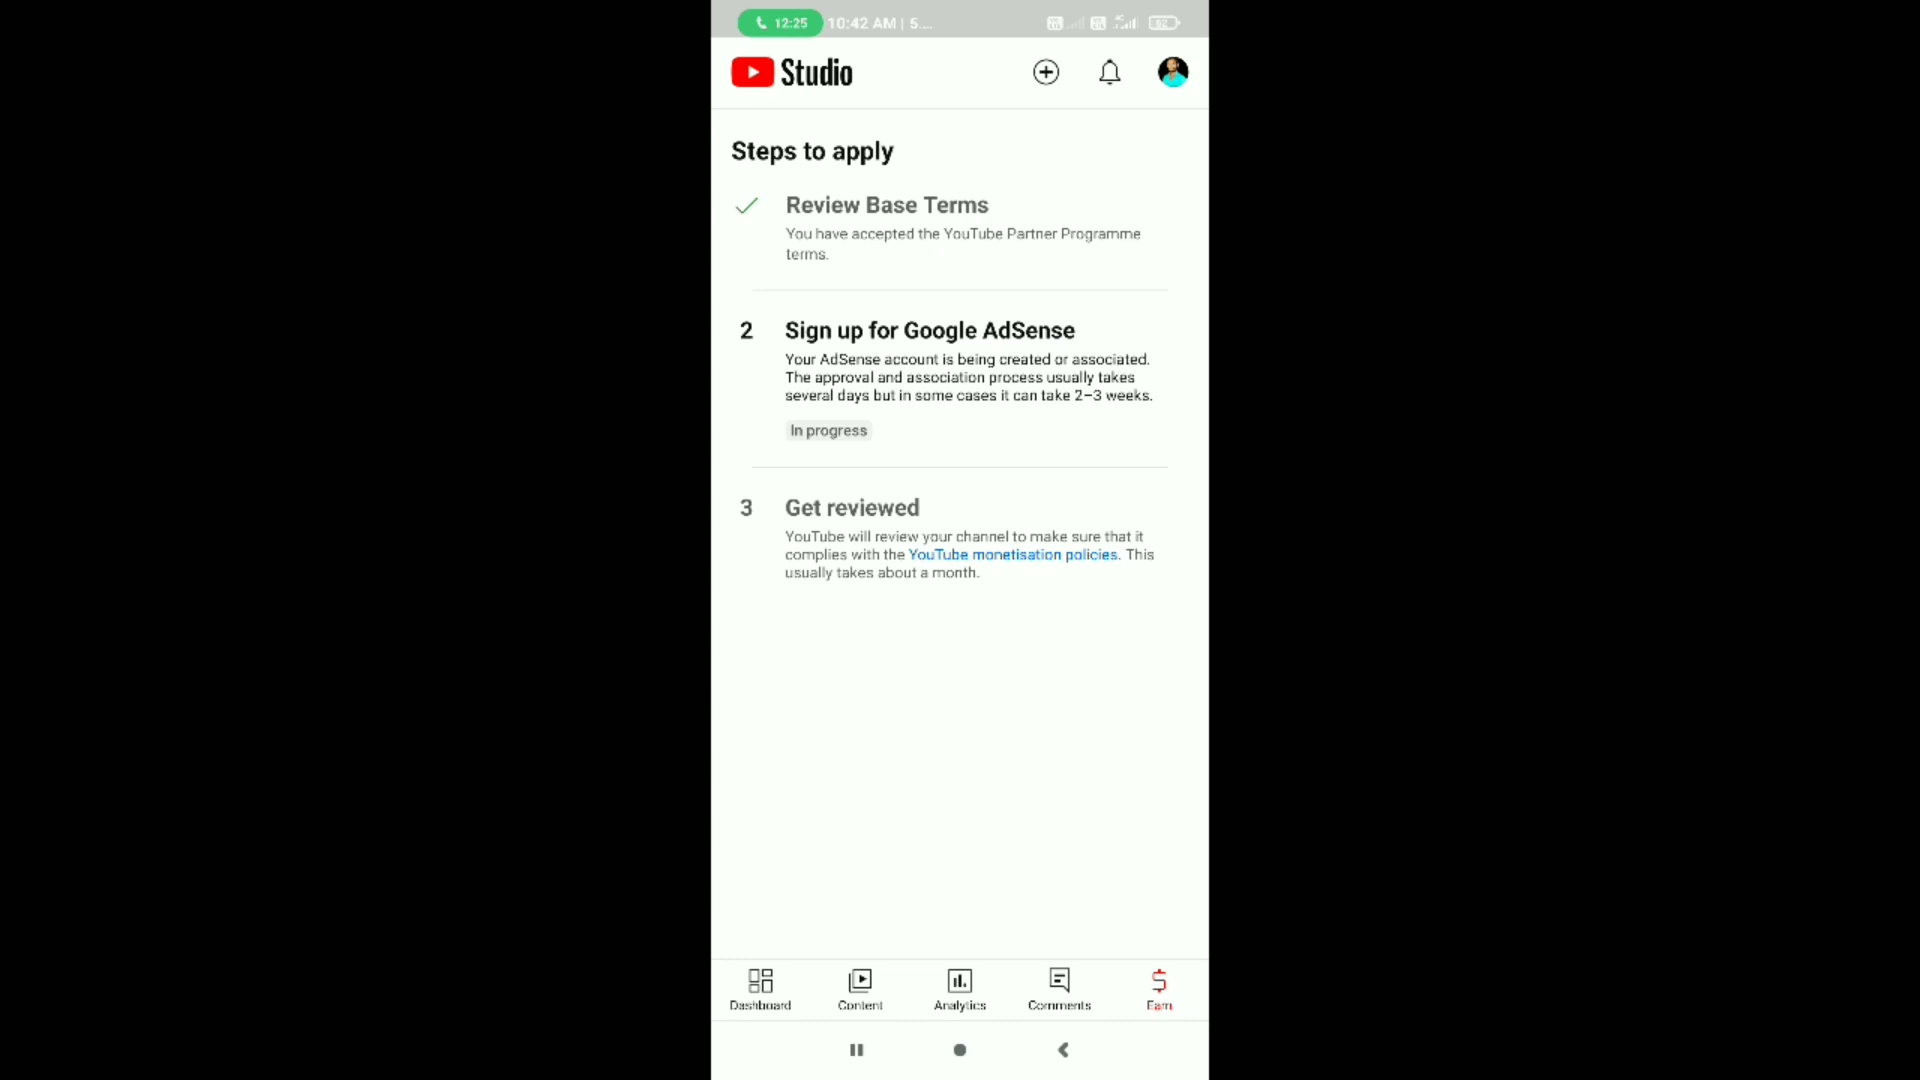 12:25 10:42 AM | 5....
Studio
Steps to apply
Review Base Terms
You have accepted the YouTube Partner Programme
terms.
2 Sign up for Google AdSense
Your AdSense account is being created or associated.
The approval and association process usually takes
several days but in some cases it can take 2–3 weeks.
In progress
3 Get reviewed
YouTube will review your channel to make sure that it
complies with the YouTube monetisation policies. This
usually takes about a month.
Dashboard Content Analytics Comments Earn